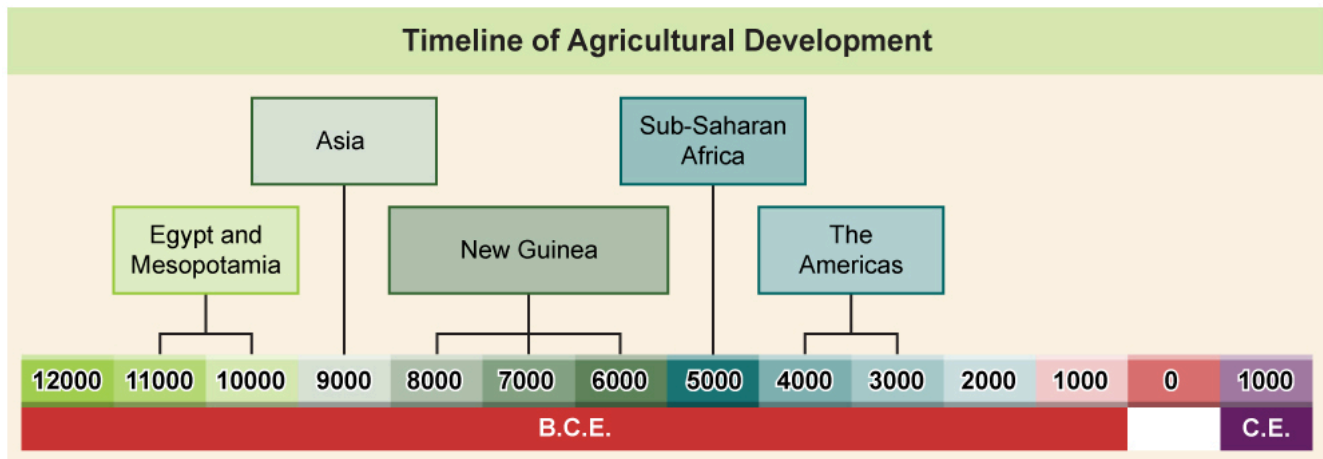 Timeline of Agricultural Development
Asia
Sub-Saharan
Africa
Egypt and
Mesopotamia
New Guinea
The
Americas
12000 11000 10000 9000 8000 7000 6000 5000 4000 3000 2000 1000 0 1000
B.C.E. C.E.